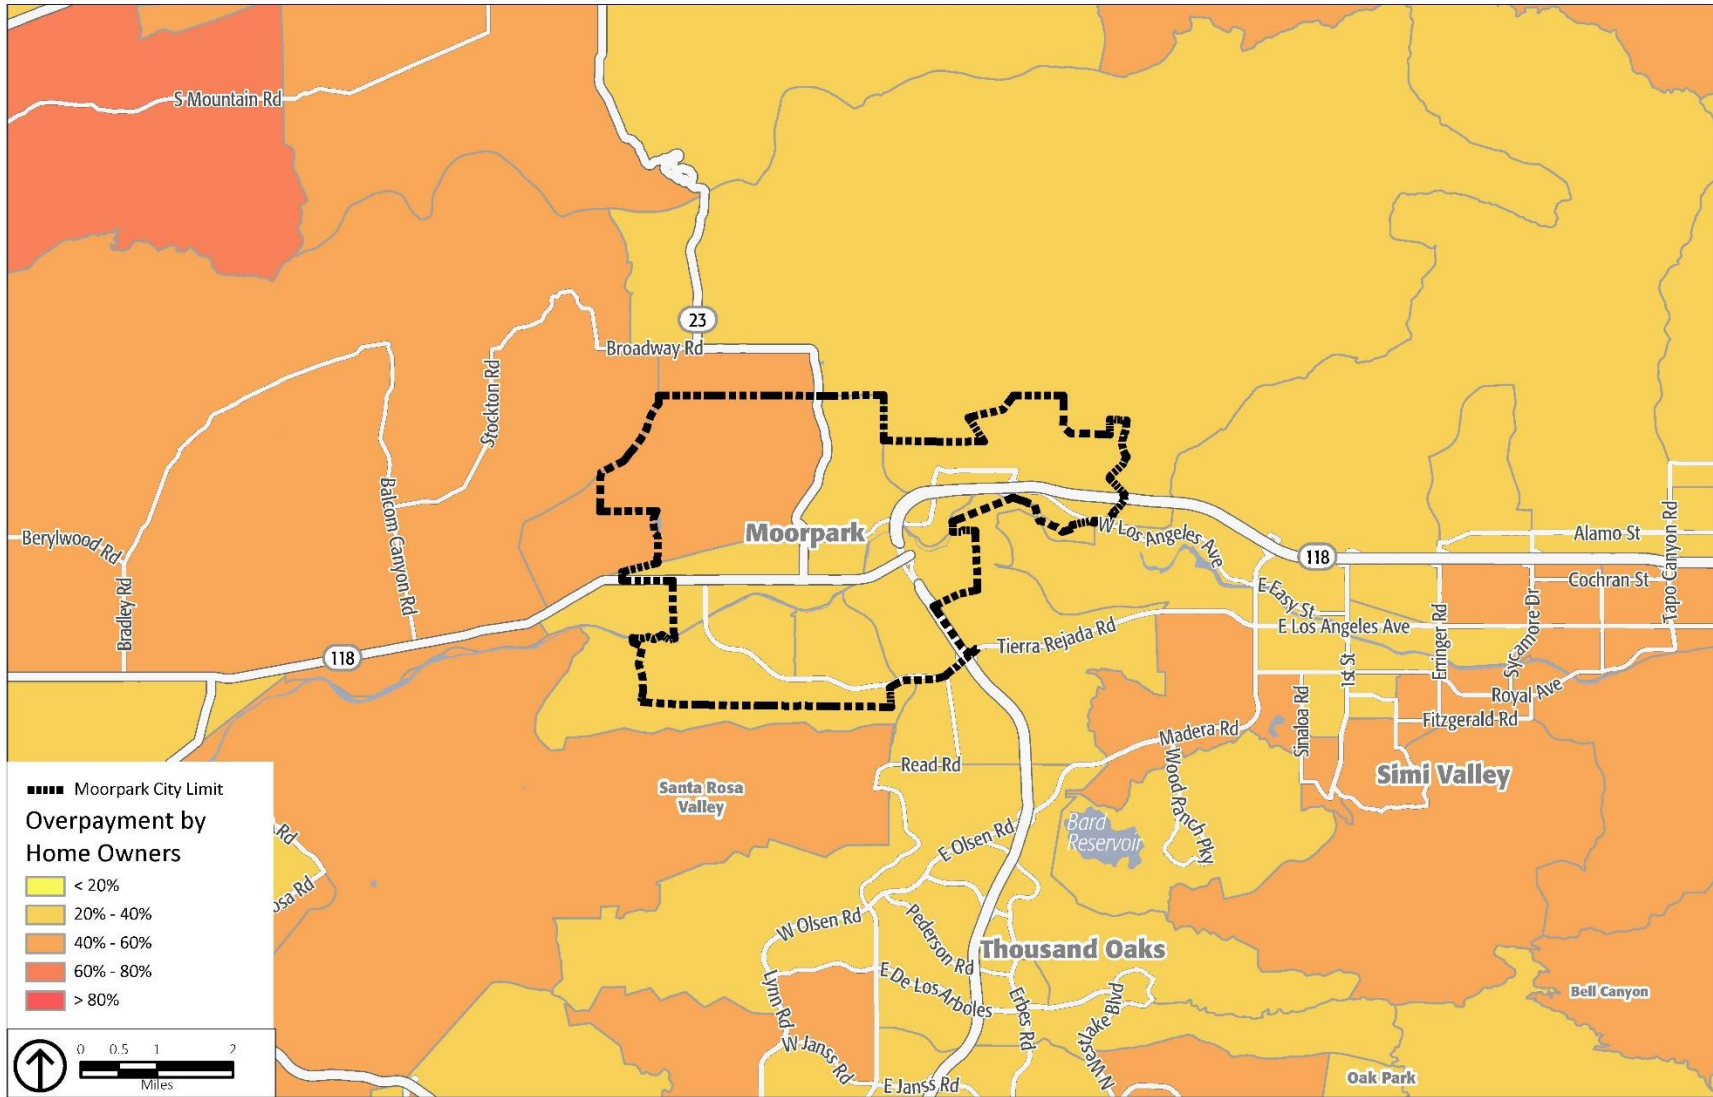 S Mountain Rd
23
Broadway Rd
Stockton Rd
Balcom Canyon Rd
Berylwood Rd
Bradley Rd
Moorpark
W Los Angeles Ave
118
Alamo St
Tapo Canyon Rd
Cochran St
E Easy St
E Los Angeles Ave
Erringer Rd
Sycamore Dr
1st St
Tierra Rejada Rd
118
Royal Ave
Fitzgerald Rd
Sinaloa Rd
Madera Rd
Wood Ranch Pky
Simi Valley
Read Rd
Santa Rosa
Valley
Bard
Reservoir
E Olsen Rd
W Olsen Rd
Pederson Rd
Thousand Oaks
E De Los Arboles
Lynn Rd
Erbes Rd
N Westlake Blvd
W Janss Rd
E Janss Rd
Bell Canyon
Oak Park
Rd
osa Rd
Moorpark City Limit
Overpayment by
Home Owners
< 20%
20% - 40%
40% - 60%
60% - 80%
> 80%
0 0.5 1 2
Miles